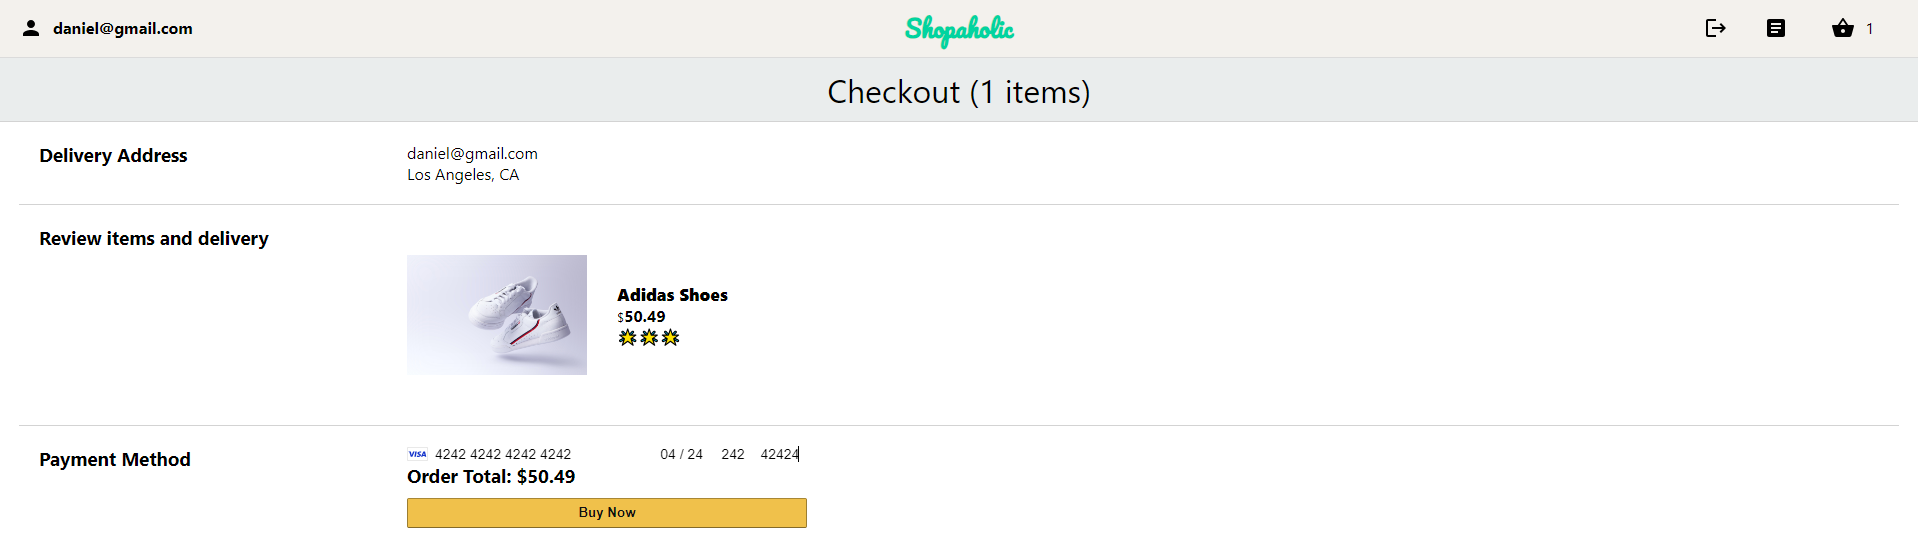 daniel@gmail.com
Shopaholic
1
Checkout (1 items)
Delivery Address
daniel@gmail.com
Los Angeles, CA
Review items and delivery
Adidas Shoes
$50.49
Payment Method
VISA 4242 4242 4242 4242 04 / 24 242 42424
Order Total: $50.49
Buy Now